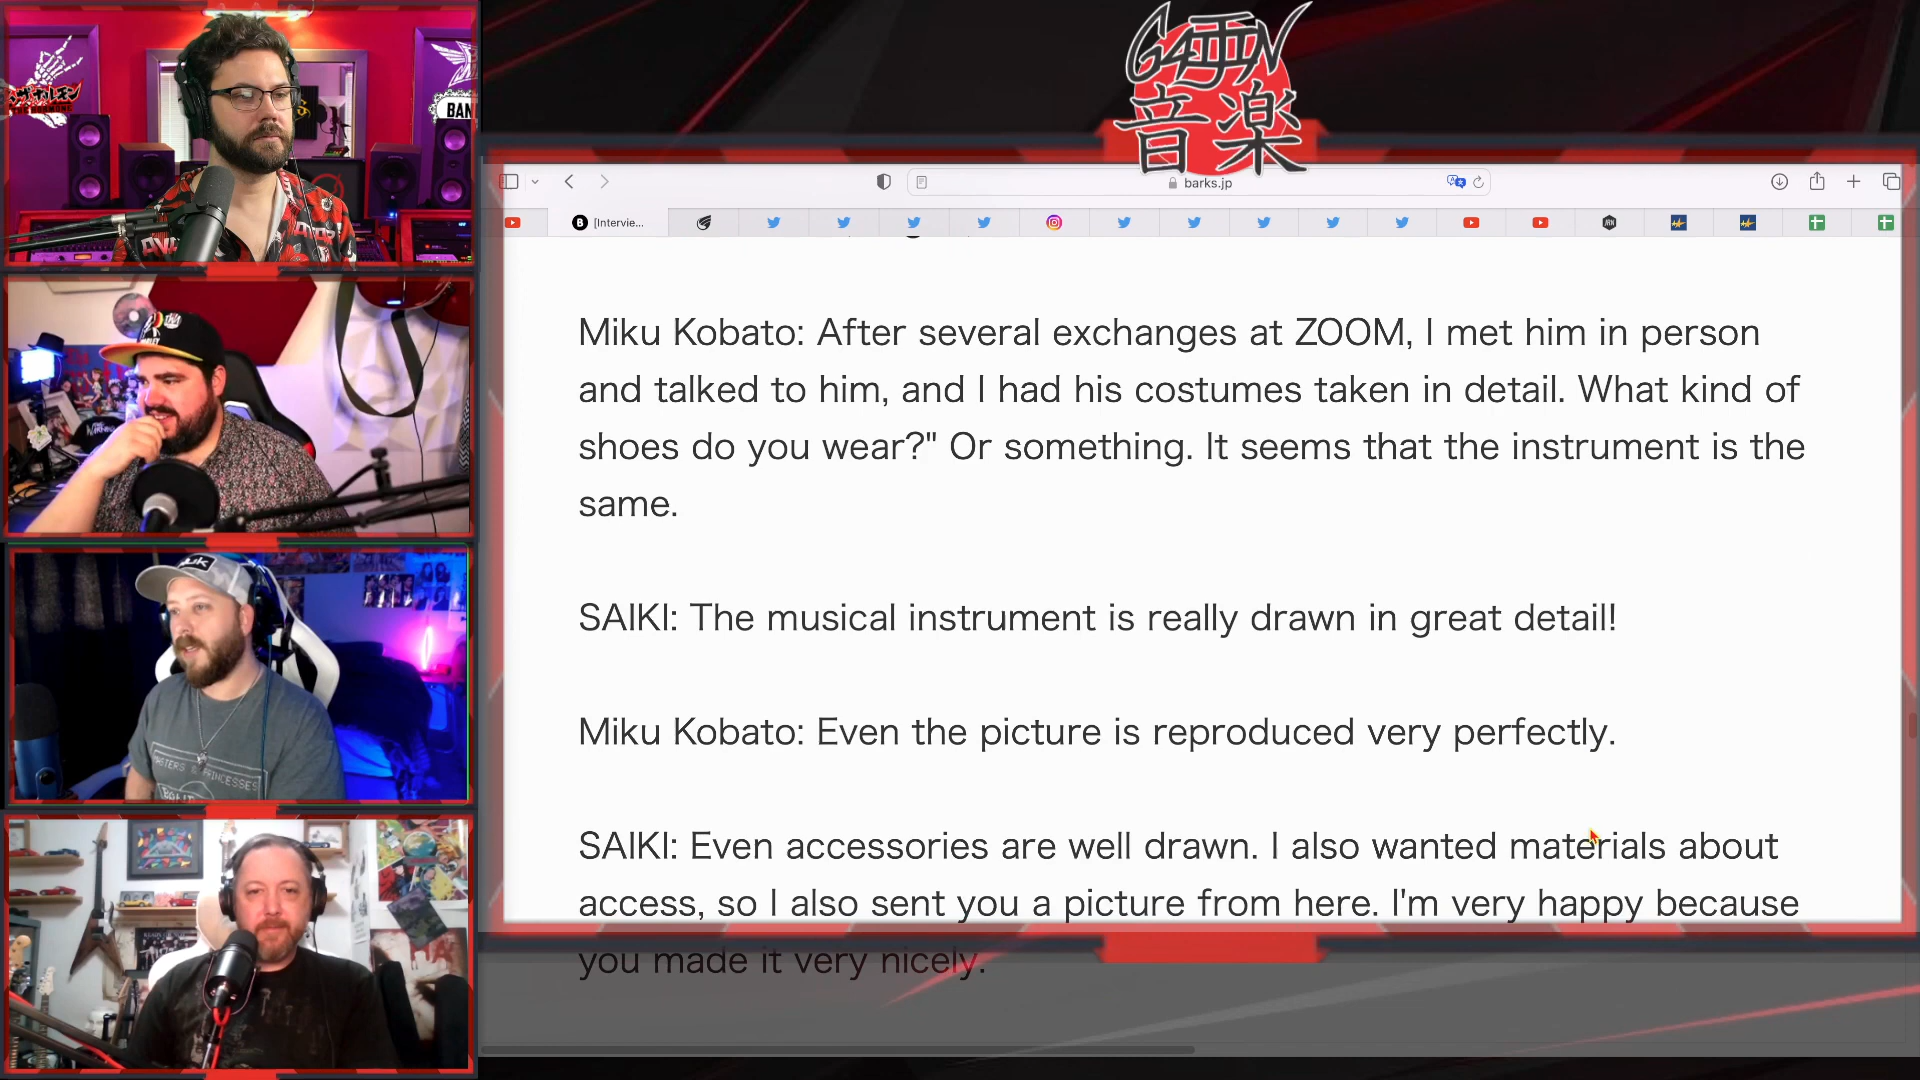 GAIJIN
音楽
barks.jp
[Intervie...
Miku Kobato: After several exchanges at ZOOM, I met him in person
and talked to him, and I had his costumes taken in detail. What kind of
shoes do you wear?" Or something. It seems that the instrument is the
same.
SAIKI: The musical instrument is really drawn in great detail!
Miku Kobato: Even the picture is reproduced very perfectly.
SAIKI: Even accessories are well drawn. I also wanted materials about
access, so I also sent you a picture from here. I'm very happy because
you made it very nicely.
BAN
MASTERS & PRINCESSES